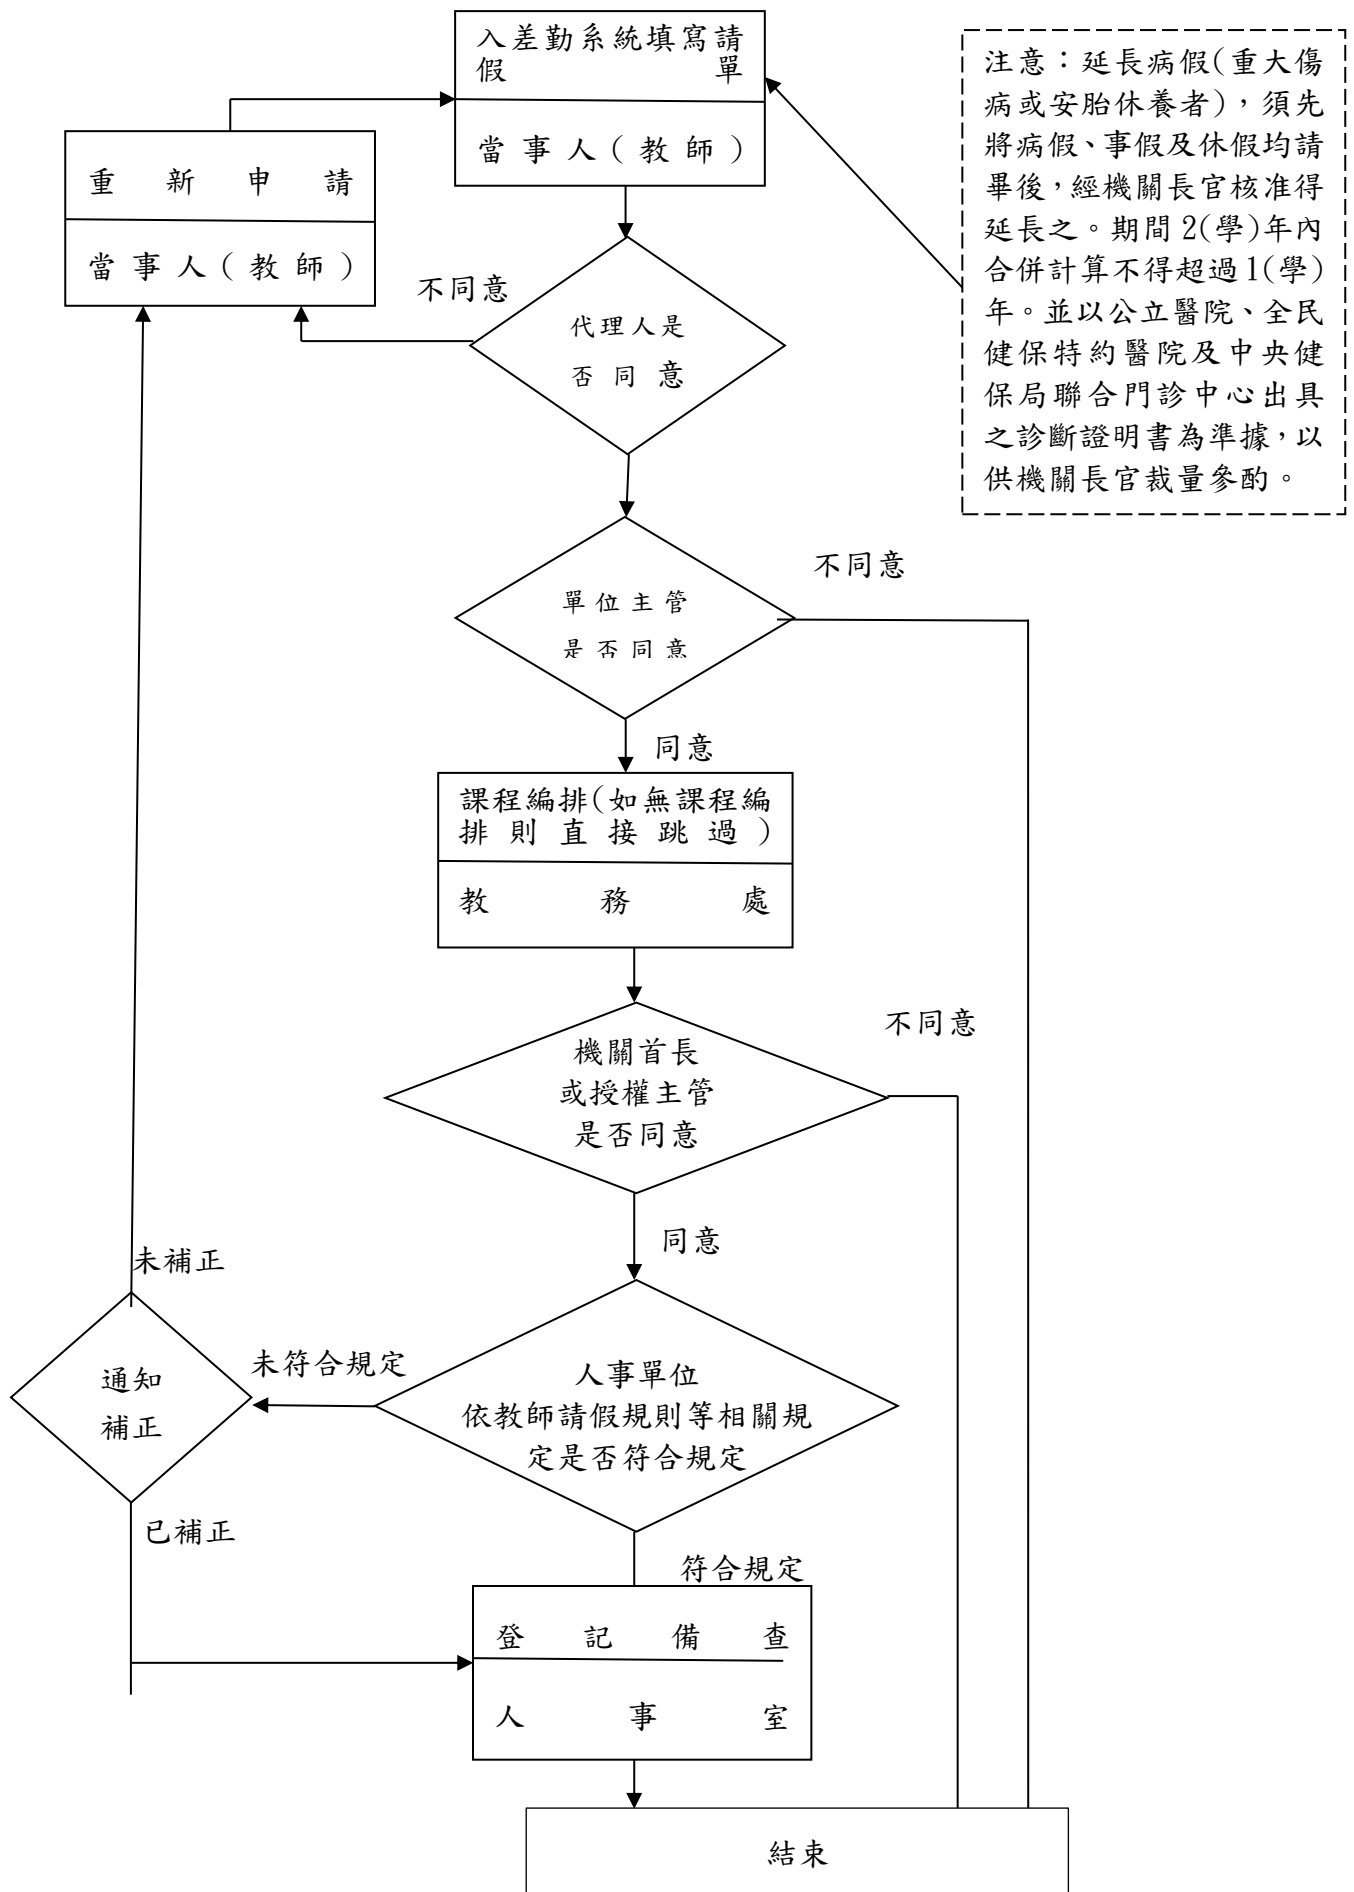 入差勤系統填寫請
假單
當事人(教師)
注意：延長病假(重大傷
病或安胎休養者)，須先
將病假、事假及休假均請
畢後，經機關長官核准得
延長之。期間2(學)年內
合併計算不得超過1(學)
年。並以公立醫院、全民
健保特約醫院及中央健
保局聯合門診中心出具
之診斷證明書為準據，以
供機關長官裁量參酌。
重新申請
當事人(教師)
不同意
代理人是
否同意
不同意
單位主管
是否同意
同意
課程編排(如無課程編
排則直接跳過)
教務處
不同意
機關首長
或授權主管
是否同意
同意
未補正
通知
補正
未符合規定
人事單位
依教師請假規則等相關規
定是否符合規定
已補正
符合規定
登記備查
人事室
結束